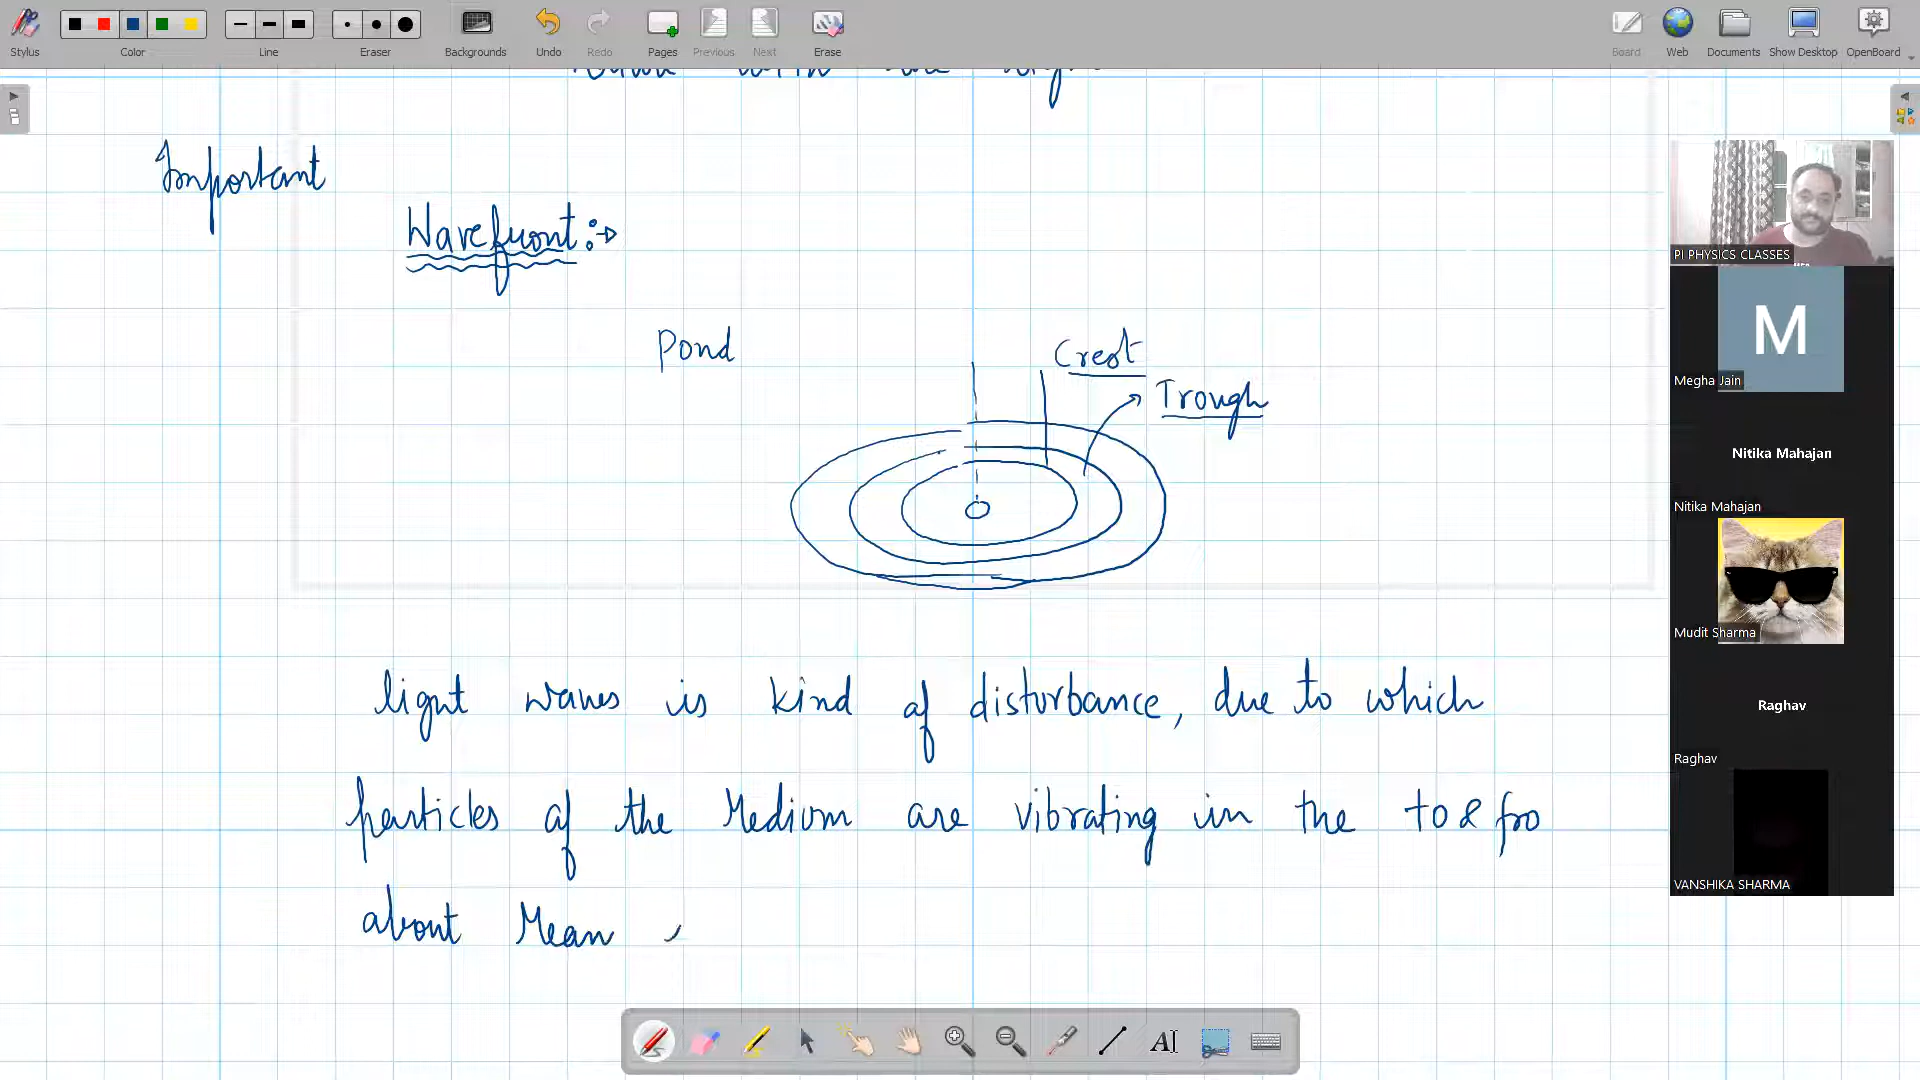 Stylus
Color
Line
Eraser
Backgrounds
Undo
Redo
Pages
Previous
Next
Erase
Board
Web
Documents
Show Desktop
OpenBoard
Important
Wavefront :→
Pond
Crest
Trough
light waves is kind of disturbance, due to which
particles of the Medium are vibrating in the to & fro
about Mean
PI PHYSICS CLASSES
M
Megha Jain
Nitika Mahajan
Nitika Mahajan
Mudit Sharma
Raghav
Raghav
VANSHIKA SHARMA
AI